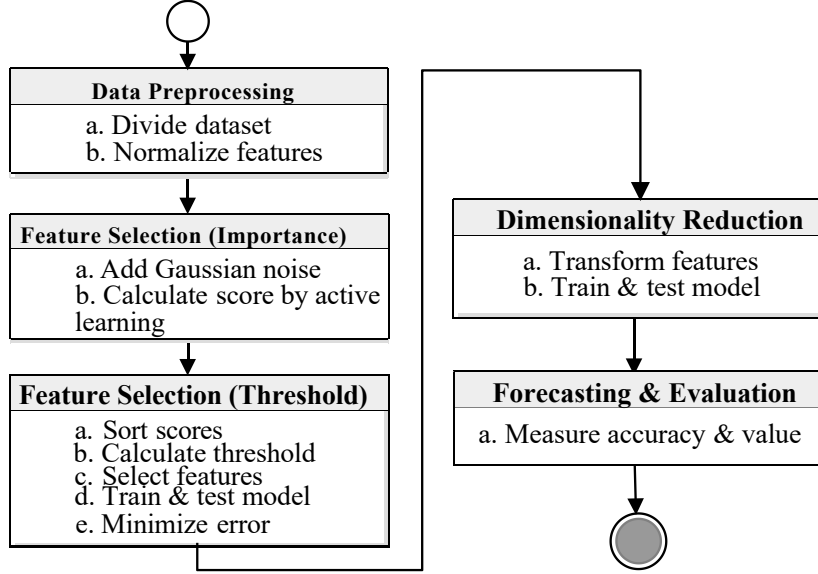 Data Preprocessing
a. Divide dataset
b. Normalize features
Feature Selection (Importance)
a. Add Gaussian noise
b. Calculate score by active
learning
Feature Selection (Threshold)
a. Sort scores
b. Calculate threshold
c. Select features
d. Train & test model
e. Minimize error
Dimensionality Reduction
a. Transform features
b. Train & test model
Forecasting & Evaluation
a. Measure accuracy & value